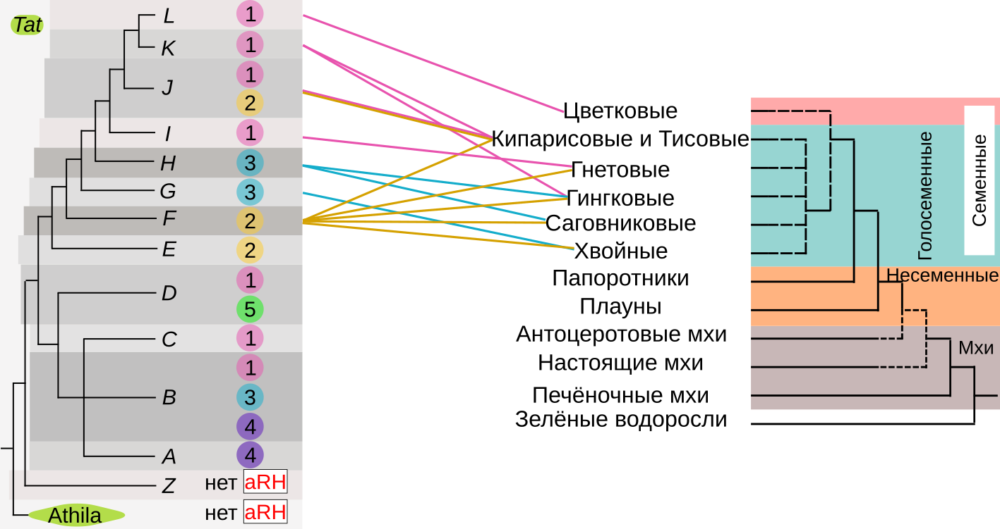 Tat
L 1
K 1
J 1
2
I 1
H 3
G 3
F 2
E 2
D 1
5
C 1
B 1
3
4
A 4
Z нет aRH
Athila нет aRH
Цветковые
Кипарисовые и Тисовые
Гнетовые
Гингковые
Саговниковые
Хвойные
Папоротники
Плауны
Антоцеротовые мхи
Настоящие мхи
Печёночные мхи
Зелёные водоросли
Голосеменные
Семенные
Несеменные
Мхи